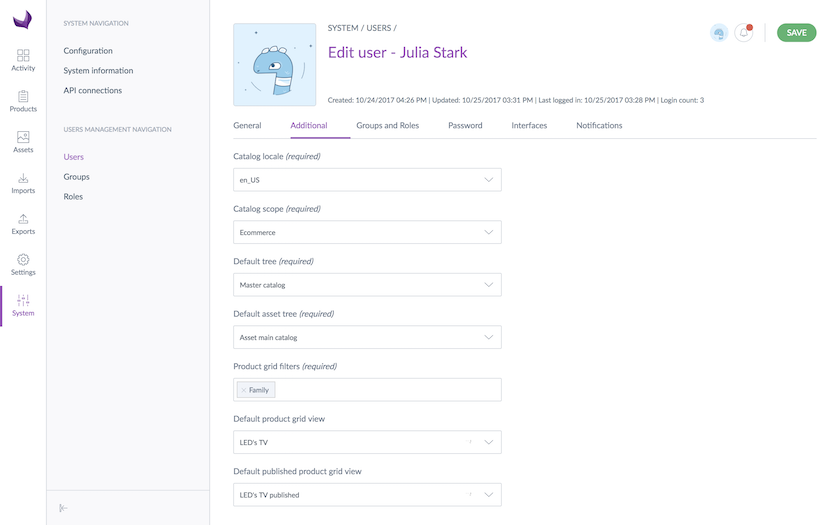 Activity
Products
Assets
Imports
Exports
Settings
System
SYSTEM NAVIGATION
Configuration
System information
API connections
USERS MANAGEMENT NAVIGATION
Users
Groups
Roles
SYSTEM / USERS /
SAVE
Edit user - Julia Stark
Created: 10/24/2017 04:26 PM | Updated: 10/25/2017 03:31 PM | Last logged in: 10/25/2017 03:28 PM | Login count: 3
General Additional Groups and Roles Password Interfaces Notifications
Catalog locale (required)
en_US
Catalog scope (required)
Ecommerce
Default tree (required)
Master catalog
Default asset tree (required)
Asset main catalog
Product grid filters (required)
× Family
Default product grid view
LED's TV
Default published product grid view
LED's TV published